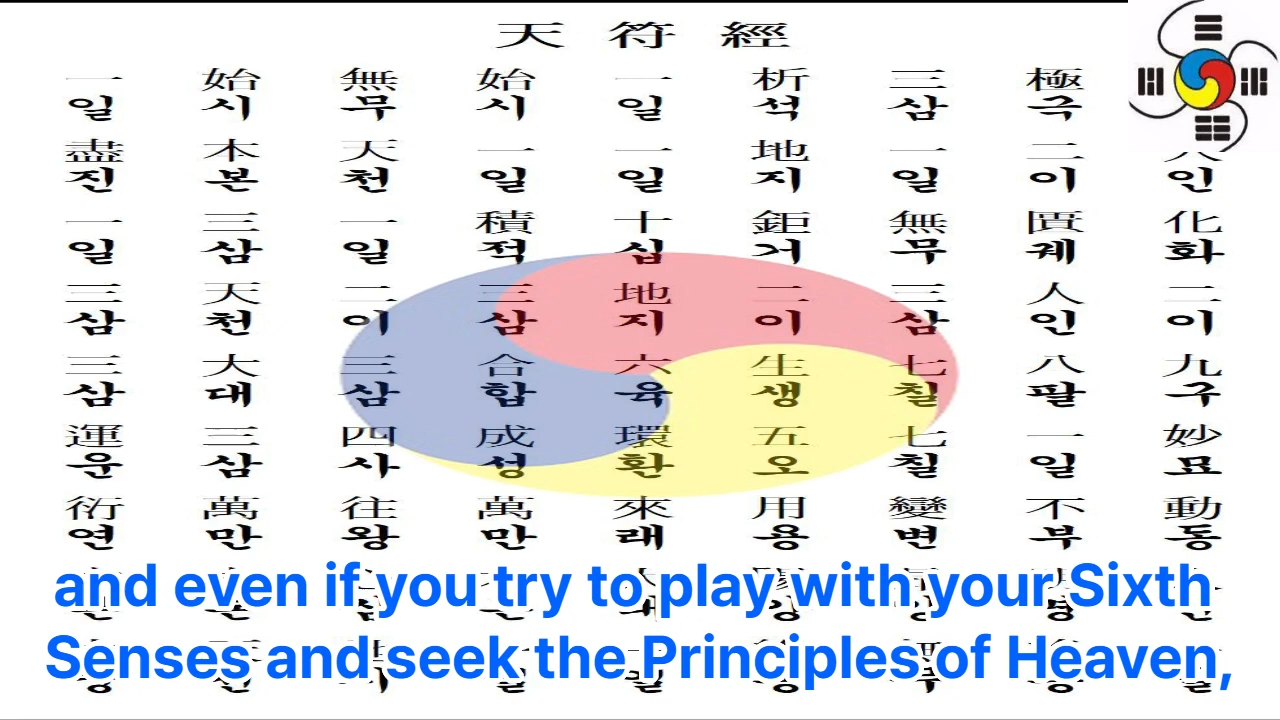 天 符 經
一 始 無 始 一 析 三 極
일 시 무 시 일 석 삼 극
盡 本 天 一 一 地 一 二
진 본 천 일 일 지 일 이 인
一 三 一 積 十 鉅 無 匱 化
일 삼 일 적 십 거 무 궤 화
三 天 二 三 地 二 三 人 二
삼 천 이 삼 지 이 삼 인 이
三 大 三 合 六 生 七 八 九
삼 대 삼 합 육 생 칠 팔 구
運 三 四 成 環 五 七 一 妙
운 삼 사 성 환 오 칠 일 묘
衍 萬 往 萬 來 用 變 不 動
연 만 왕 만 래 용 변 부 동
and even if you try to play with your Sixth
Senses and seek the Principles of Heaven,